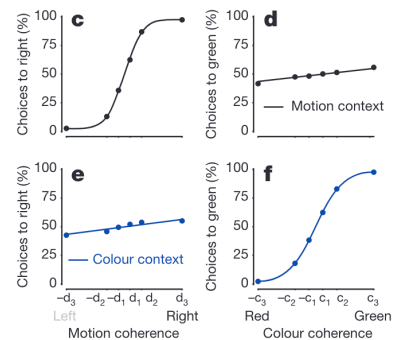 c
d
Choices to right (%)
100
75
50
25
0
Choices to green (%)
100
75
50
25
0
Motion context
e
f
Choices to right (%)
100
75
50
25
0
Colour context
Choices to green (%)
100
75
50
25
0
−d₃ −d₂ −d₁ d₁ d₂ d₃
Left Right
Motion coherence
−c₃ −c₂ −c₁ c₁ c₂ c₃
Red Green
Colour coherence